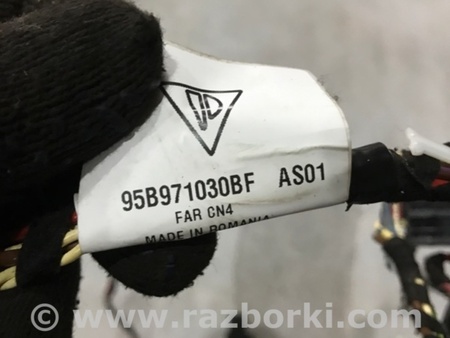 95B971030BF AS01
FAR CN4
MADE IN ROMANIA
© www.razborki.com